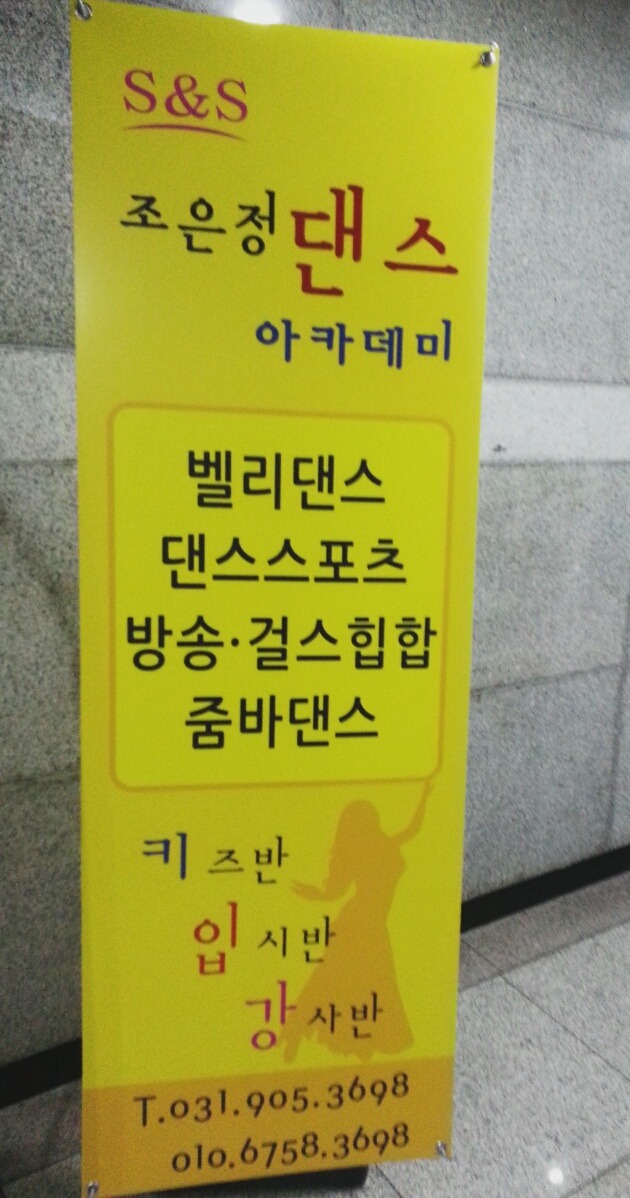 S&S
조은정댄스
아카데미
벨리댄스
댄스스포츠
방송·걸스힙합
줌바댄스
키즈반
입시반
강사반
T.031.905.3698
010.6758.3698